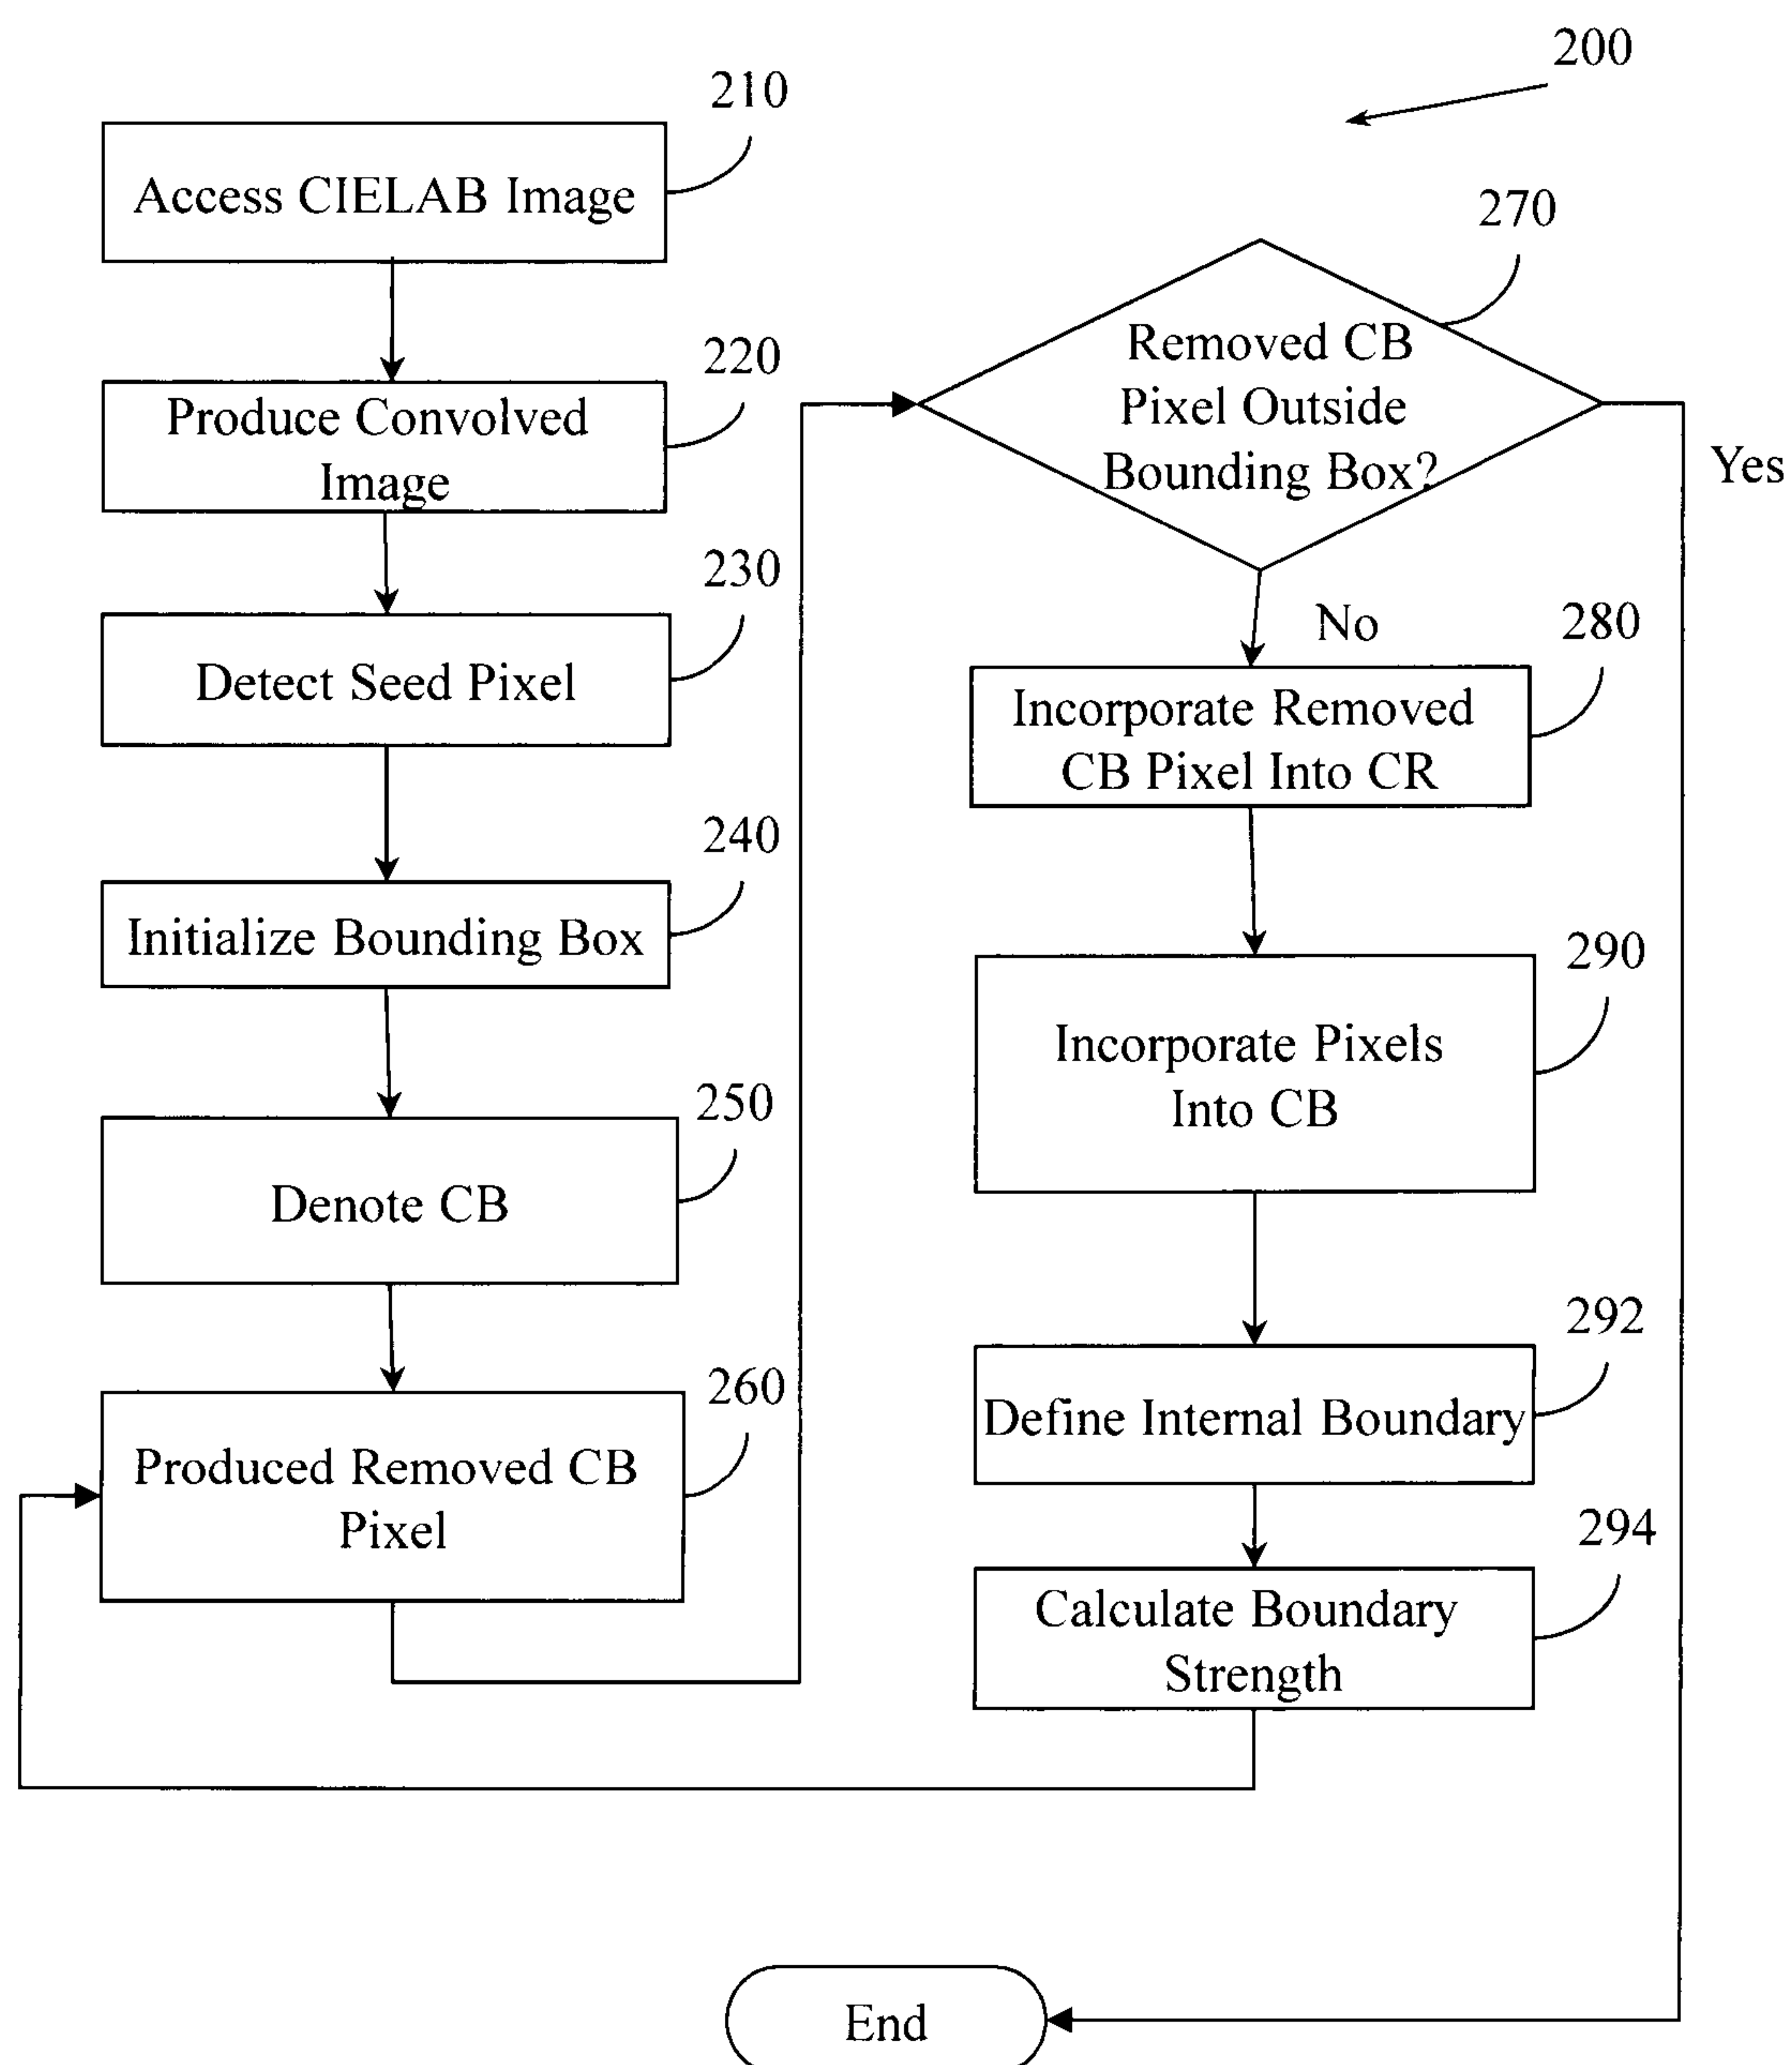 200
210
Access CIELAB Image
220
Produce Convolved
Image
230
Detect Seed Pixel
240
Initialize Bounding Box
250
Denote CB
260
Produced Removed CB
Pixel
270
Removed CB
Pixel Outside
Bounding Box?
Yes
No
280
Incorporate Removed
CB Pixel Into CR
290
Incorporate Pixels
Into CB
292
Define Internal Boundary
294
Calculate Boundary
Strength
End